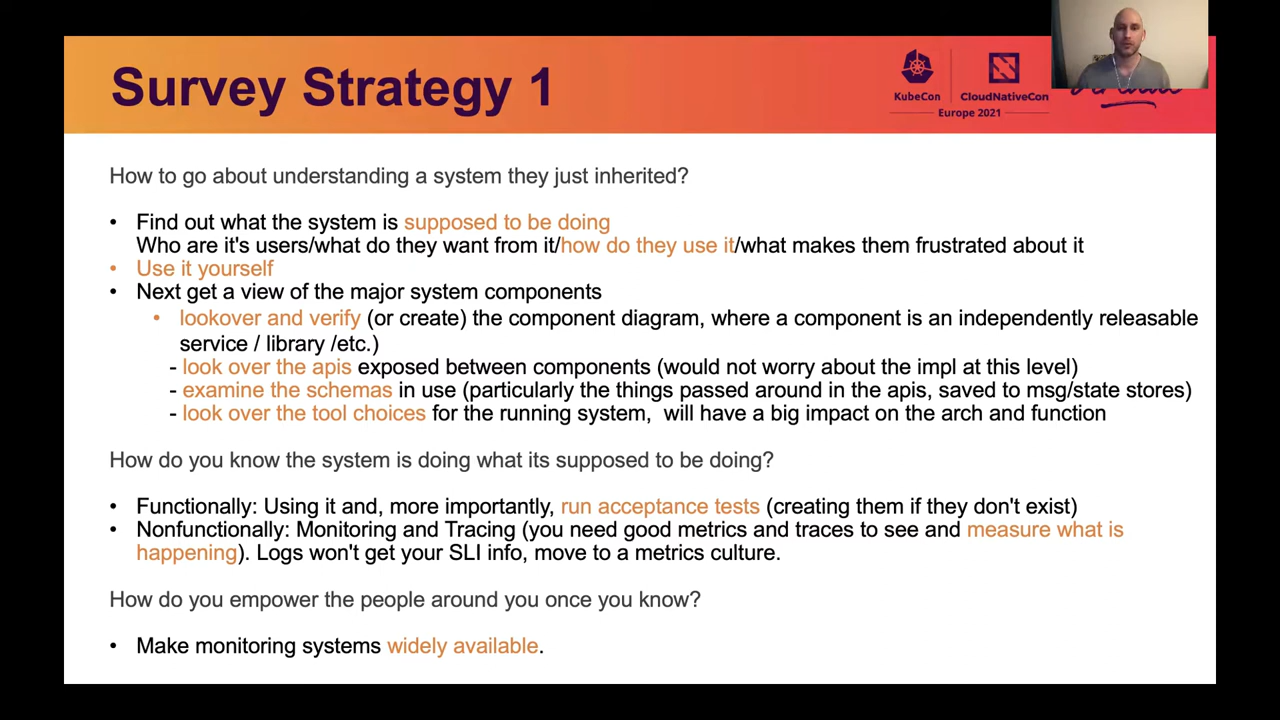 Survey Strategy 1
KubeCon
CloudNativeCon
Europe 2021
How to go about understanding a system they just inherited?
• Find out what the system is supposed to be doing
Who are it's users/what do they want from it/how do they use it/what makes them frustrated about it
• Use it yourself
• Next get a view of the major system components
• lookover and verify (or create) the component diagram, where a component is an independently releasable
service / library /etc.)
- look over the apis exposed between components (would not worry about the impl at this level)
- examine the schemas in use (particularly the things passed around in the apis, saved to msg/state stores)
- look over the tool choices for the running system,  will have a big impact on the arch and function
How do you know the system is doing what its supposed to be doing?
• Functionally: Using it and, more importantly, run acceptance tests (creating them if they don't exist)
• Nonfunctionally: Monitoring and Tracing (you need good metrics and traces to see and measure what is
happening). Logs won't get your SLI info, move to a metrics culture.
How do you empower the people around you once you know?
• Make monitoring systems widely available.